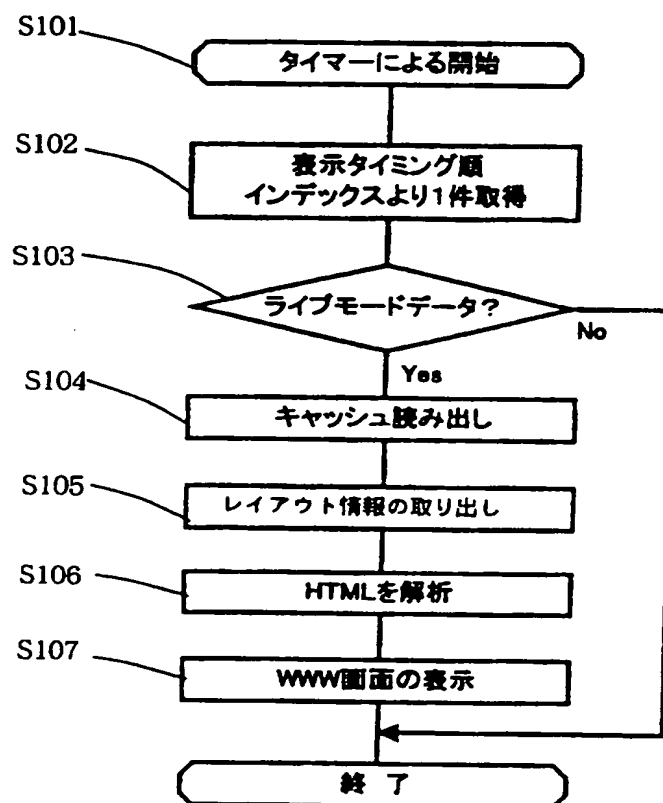 S101
タイマーによる開始
S102
表示タイミング順
インデックスより1件取得
S103
ライブモードデータ?
No
Yes
S104
キャッシュ読み出し
S105
レイアウト情報の取り出し
S106
HTMLを解析
S107
WWW画面の表示
終 了